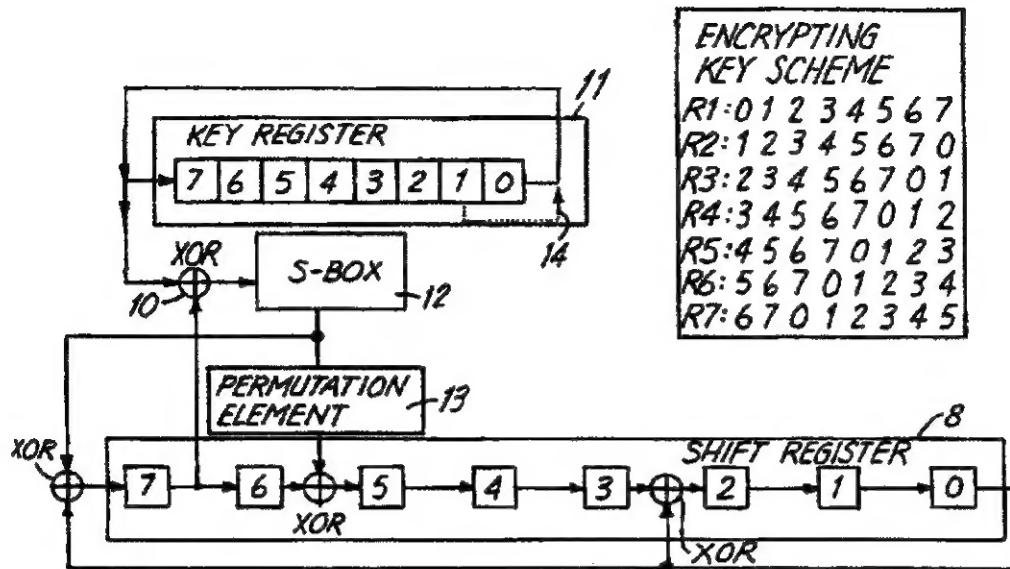 ENCRYPTING
KEY SCHEME
R1:0 1 2 3 4 5 6 7
R2:1 2 3 4 5 6 7 0
R3:2 3 4 5 6 7 0 1
R4:3 4 5 6 7 0 1 2
R5:4 5 6 7 0 1 2 3
R6:5 6 7 0 1 2 3 4
R7:6 7 0 1 2 3 4 5
11
KEY REGISTER
7 6 5 4 3 2 1 0
14
XOR
10
S-BOX
12
PERMUTATION
ELEMENT
13
8
SHIFT REGISTER
XOR
7 6 5 4 3 2 1 0
XOR
XOR